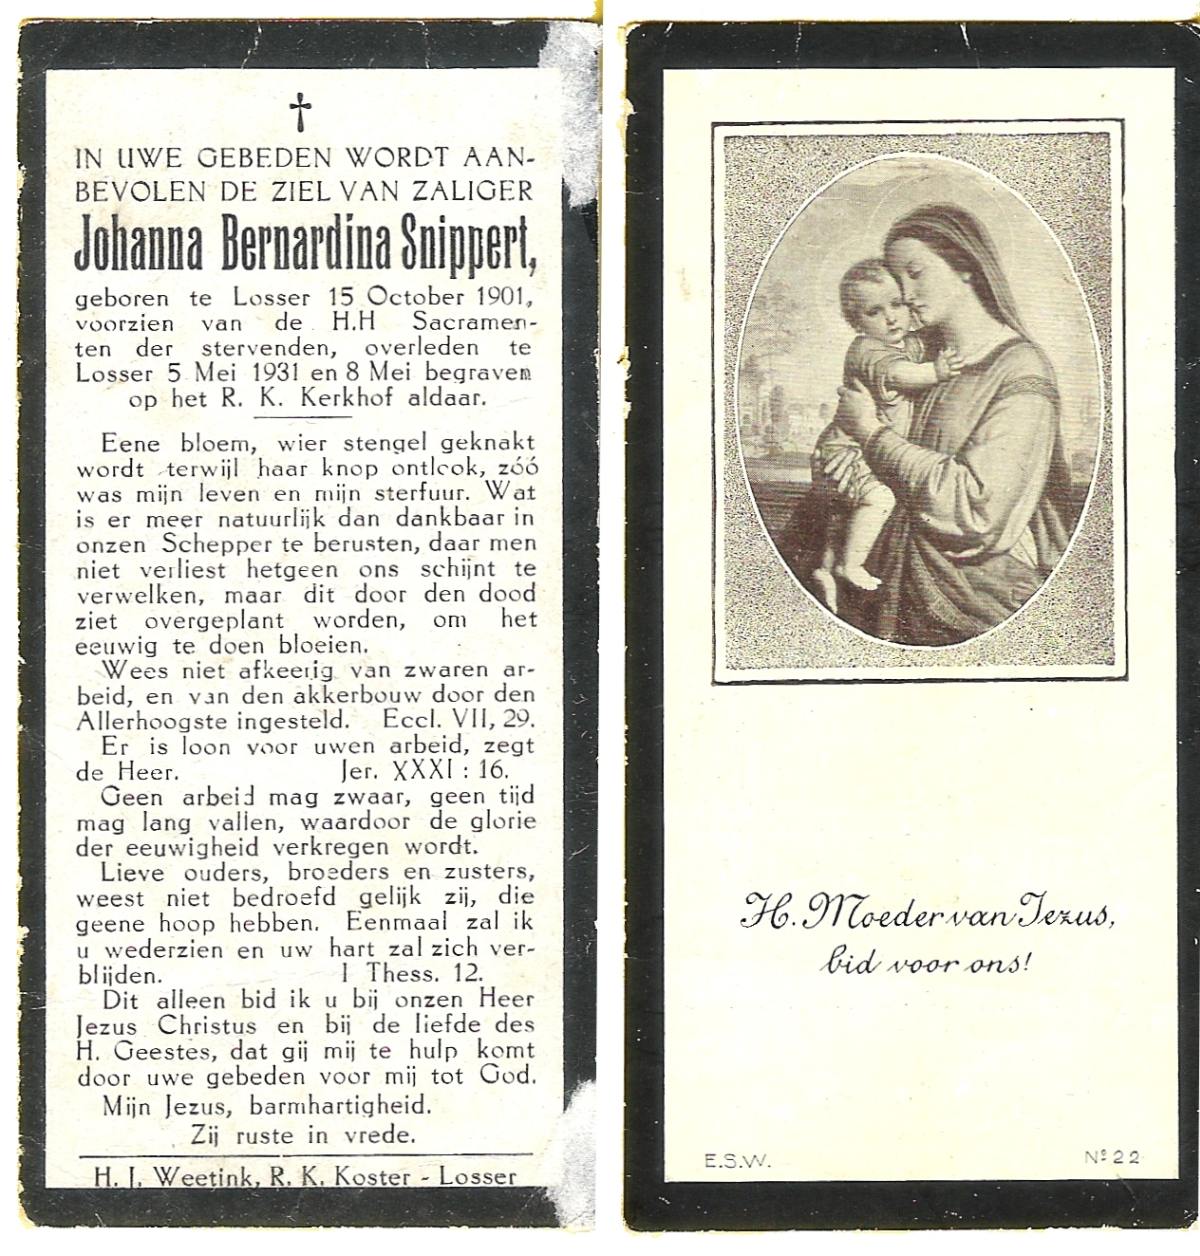 IN UWE GEBEDEN WORDT AAN-
BEVOLEN DE ZIEL VAN ZALIGER
Johanna Bernardina Snippert,
geboren te Losser 15 October 1901,
voorzien van de H.H Sacramen-
ten der stervenden, overleden te
Losser 5 Mei 1931 en 8 Mei begraven
op het R. K. Kerkhof aldaar.
Eene bloem, wier stengel geknakt
wordt terwijl haar knop ontlook, zóó
was mijn leven en mijn sterfuur. Wat
is er meer natuurlijk dan dankbaar in
onzen Schepper te berusten, daar men
niet verliest hetgeen ons schijnt te
verwelken, maar dit door den dood
ziet overgeplant worden, om het
eeuwig te doen bloeien.
Wees niet afkeerig van zwaren ar-
beid, en van den akkerbouw door den
Allerhoogste ingesteld. Eccl. VII, 29.
Er is loon voor uwen arbeid, zegt
de Heer. Jer. XXXI : 16.
Geen arbeid mag zwaar, geen tijd
mag lang vallen, waardoor de glorie
der eeuwigheid verkregen wordt.
Lieve ouders, broeders en zusters,
weest niet bedroefd gelijk zij, die
geene hoop hebben. Eenmaal zal ik
u wederzien en uw hart zal zich ver-
blijden. I Thess. 12.
Dit alleen bid ik u bij onzen Heer
Jezus Christus en bij de liefde des
H. Geestes, dat gij mij te hulp komt
door uwe gebeden voor mij tot God.
Mijn Jezus, barmhartigheid.
Zij ruste in vrede.
H. J. Weetink, R. K. Koster - Losser
H. Moeder van Jezus,
bid voor ons!
E.S.W.
Nº 22